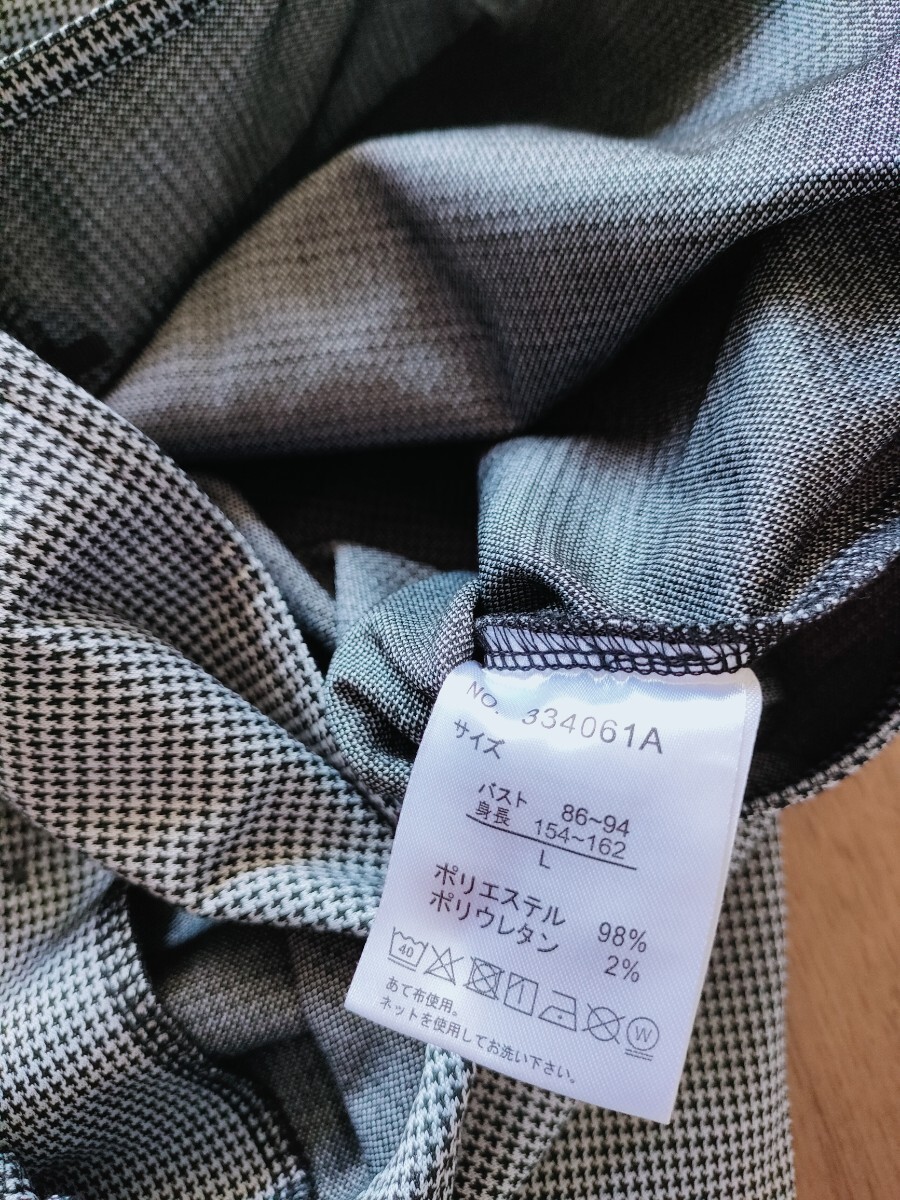 No. 334061A
サイズ
バスト 86~94
身長 154~162
L
ポリエステル 98%
ポリウレタン 2%
40 W
あて布使用。
ネットを使用してお洗い下さい。